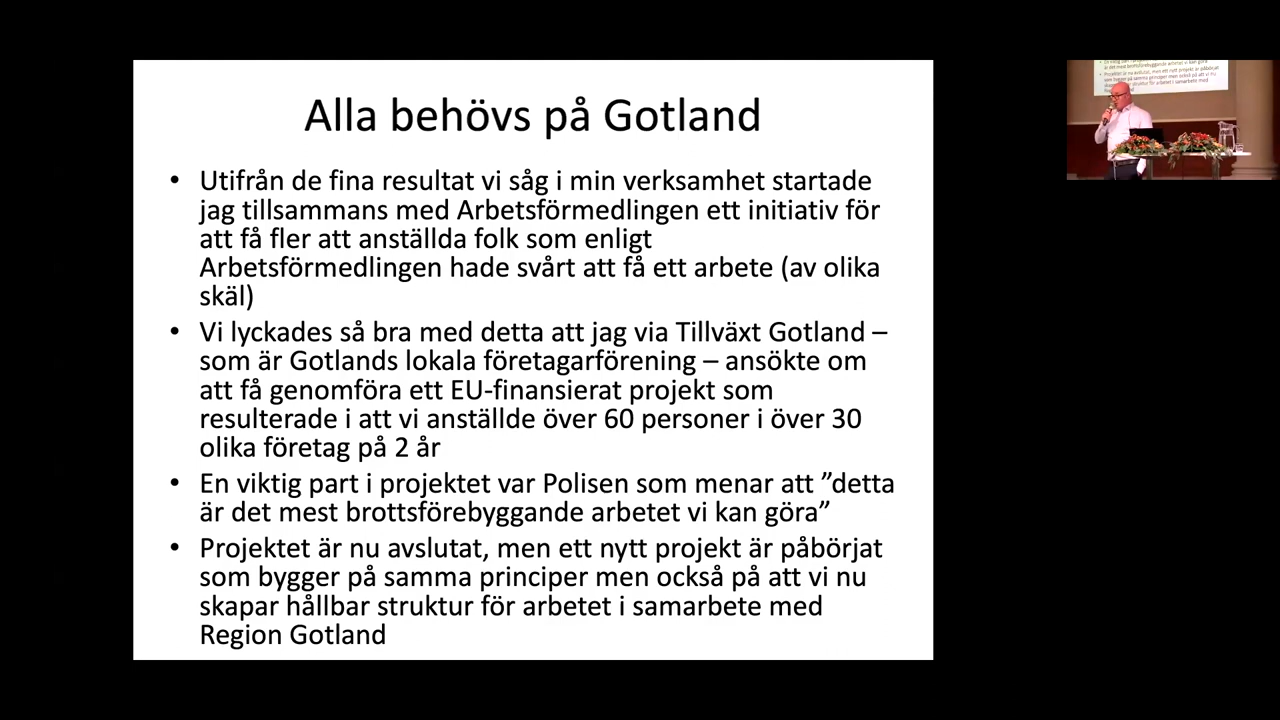 Alla behövs på Gotland
• Utifrån de fina resultat vi såg i min verksamhet startade
jag tillsammans med Arbetsförmedlingen ett initiativ för
att få fler att anställda folk som enligt
Arbetsförmedlingen hade svårt att få ett arbete (av olika
skäl)
• Vi lyckades så bra med detta att jag via Tillväxt Gotland –
som är Gotlands lokala företagarförening – ansökte om
att få genomföra ett EU-finansierat projekt som
resulterade i att vi anställde över 60 personer i över 30
olika företag på 2 år
• En viktig part i projektet var Polisen som menar att ”detta
är det mest brottsförebyggande arbetet vi kan göra”
• Projektet är nu avslutat, men ett nytt projekt är påbörjat
som bygger på samma principer men också på att vi nu
skapar hållbar struktur för arbetet i samarbete med
Region Gotland